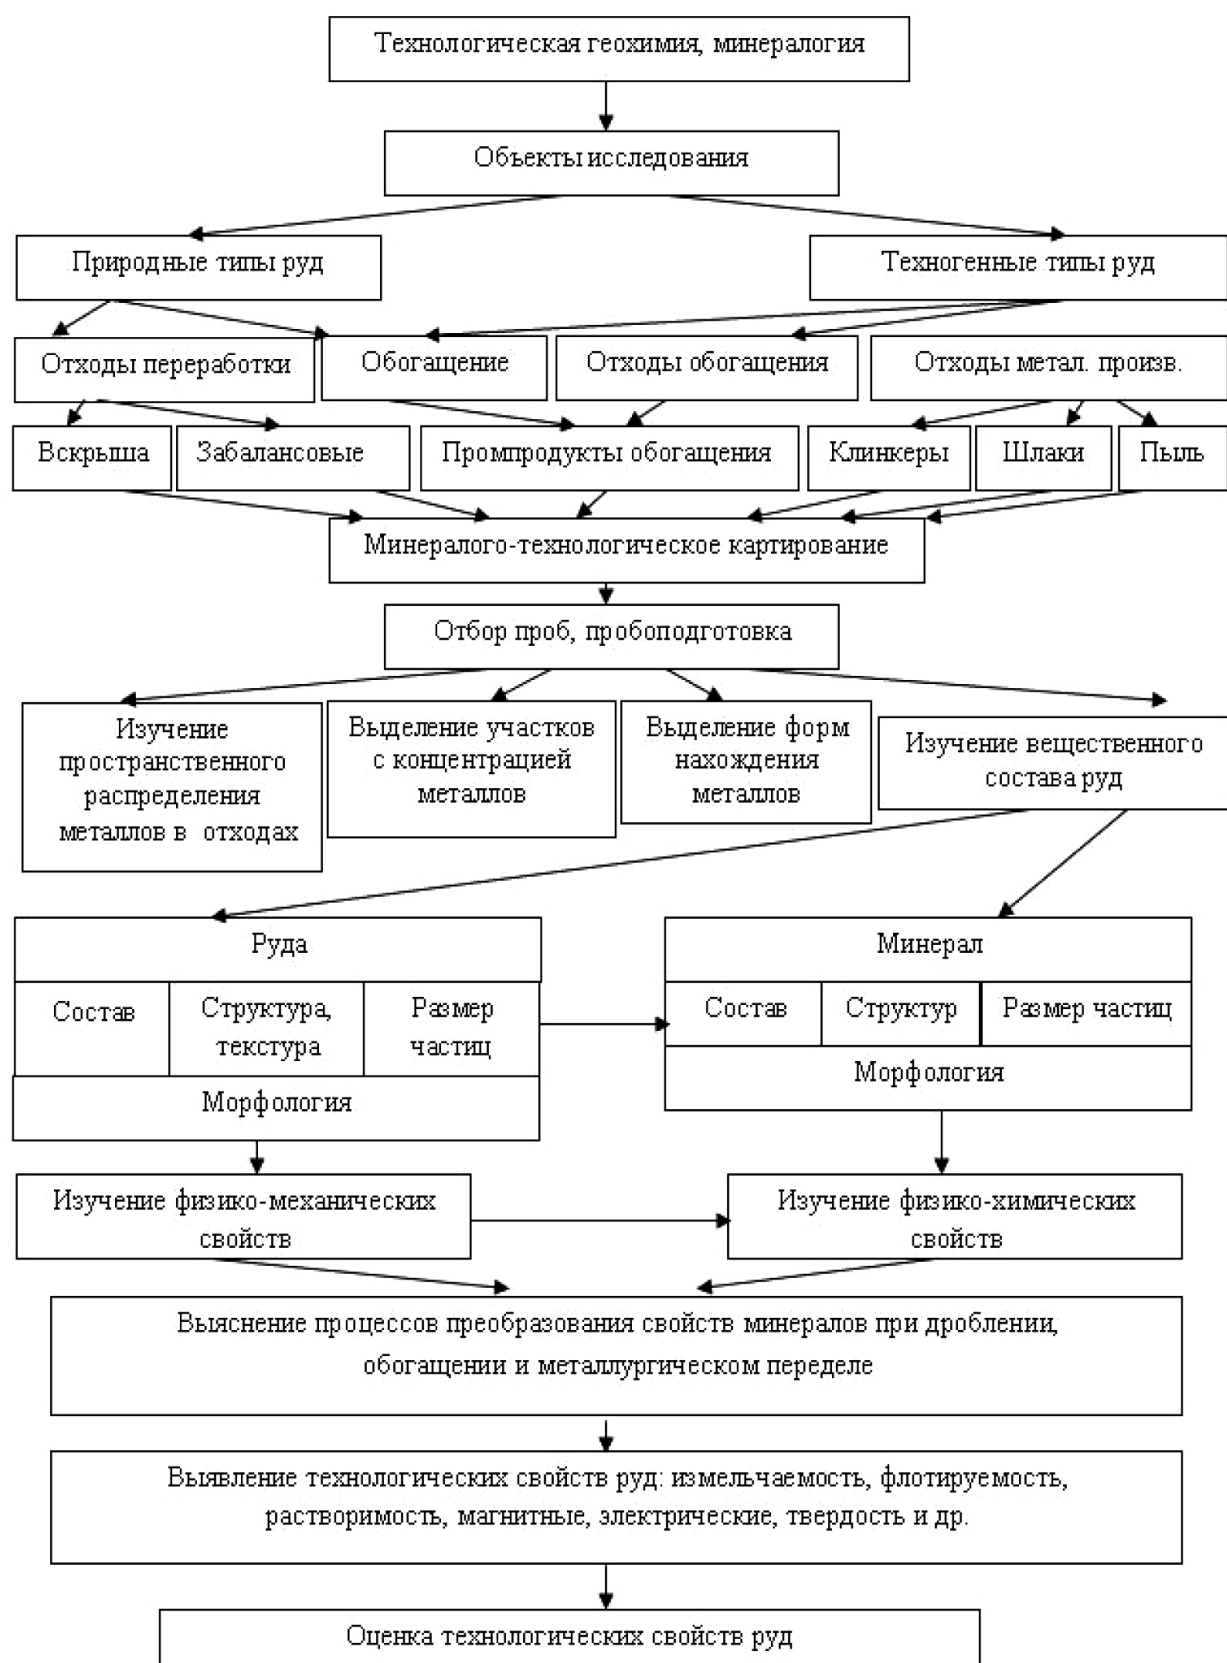 Технологическая геохимия, минералогия
Объекты исследования
Природные типы руд
Техногенные типы руд
Отходы переработки
Обогащение
Отходы обогащения
Отходы метал. произв.
Вскрыша
Забалансовые
Промпродукты обогащения
Клинкеры
Шлаки
Пыль
Минералого-технологическое картирование
Отбор проб, пробоподготовка
Изучение
пространственного
распределения
металлов в отходах
Выделение участков
с концентрацией
металлов
Выделение форм
нахождения
металлов
Изучение вещественного
состава руд
Руда
Состав
Структура,
текстура
Размер
частиц
Морфология
Минерал
Состав
Структур
Размер частиц
Морфология
Изучение физико-механических
свойств
Изучение физико-химических
свойств
Выяснение процессов преобразования свойств минералов при дроблении,
обогащении и металлургическом переделе
Выявление технологических свойств руд: измельчаемость, флотируемость,
растворимость, магнитные, электрические, твердость и др.
Оценка технологических свойств руд